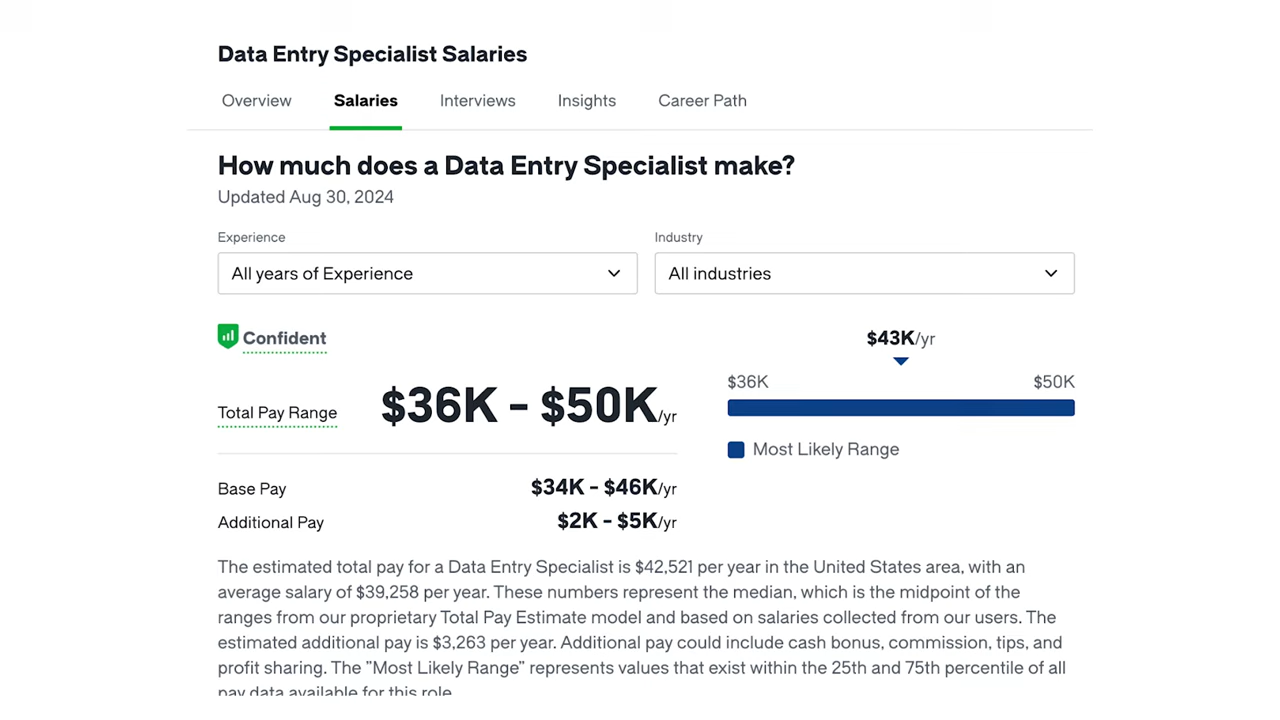 Data Entry Specialist Salaries
Overview Salaries Interviews Insights Career Path
How much does a Data Entry Specialist make?
Updated Aug 30, 2024
Experience Industry
All years of Experience All industries
Confident
$43K/yr
$36K $50K
Total Pay Range $36K - $50K/yr
Most Likely Range
Base Pay $34K - $46K/yr
Additional Pay $2K - $5K/yr
The estimated total pay for a Data Entry Specialist is $42,521 per year in the United States area, with an
average salary of $39,258 per year. These numbers represent the median, which is the midpoint of the
ranges from our proprietary Total Pay Estimate model and based on salaries collected from our users. The
estimated additional pay is $3,263 per year. Additional pay could include cash bonus, commission, tips, and
profit sharing. The "Most Likely Range" represents values that exist within the 25th and 75th percentile of all
pay data available for this role.